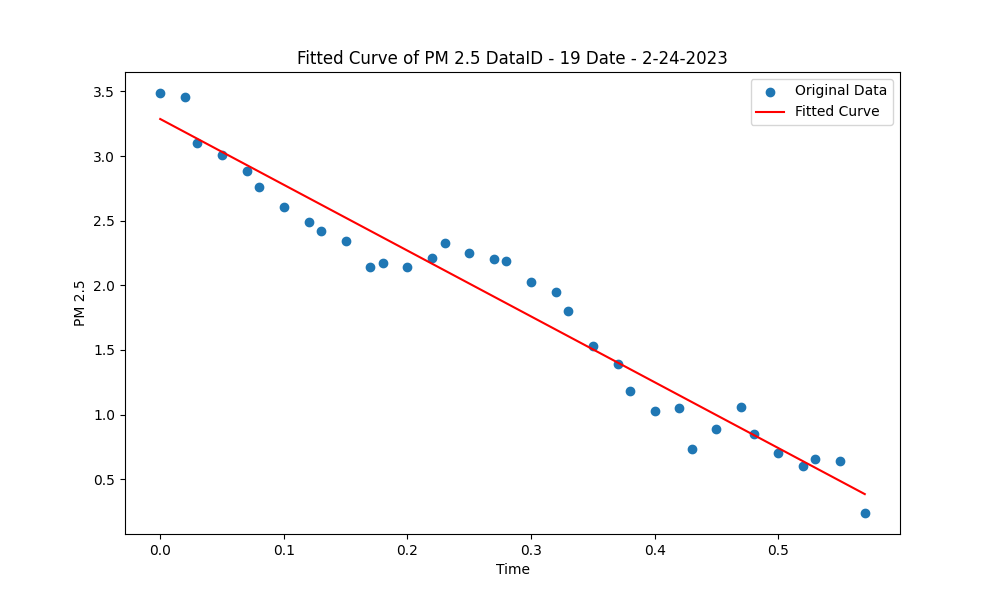 Fitted Curve of PM 2.5 DataID - 19 Date - 2-24-2023
Original Data
Fitted Curve
3.5
3.0
2.5
2.0
1.5
1.0
0.5
PM 2.5
0.0 0.1 0.2 0.3 0.4 0.5
Time